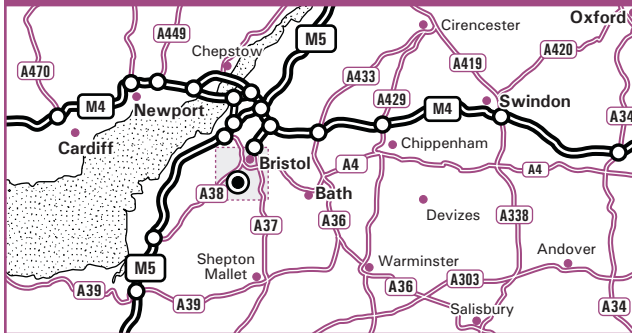 A449
M5
Cirencester
Oxford
A470
Chepstow
A433
A419
A420
M4
Newport
A429
M4
Swindon
A34
Cardiff
Bristol
Chippenham
A4
A4
A38
Bath
A37
A36
Devizes
A338
M5
Shepton
Mallet
Warminster
Andover
A39
A39
A36
A303
Salisbury
A34